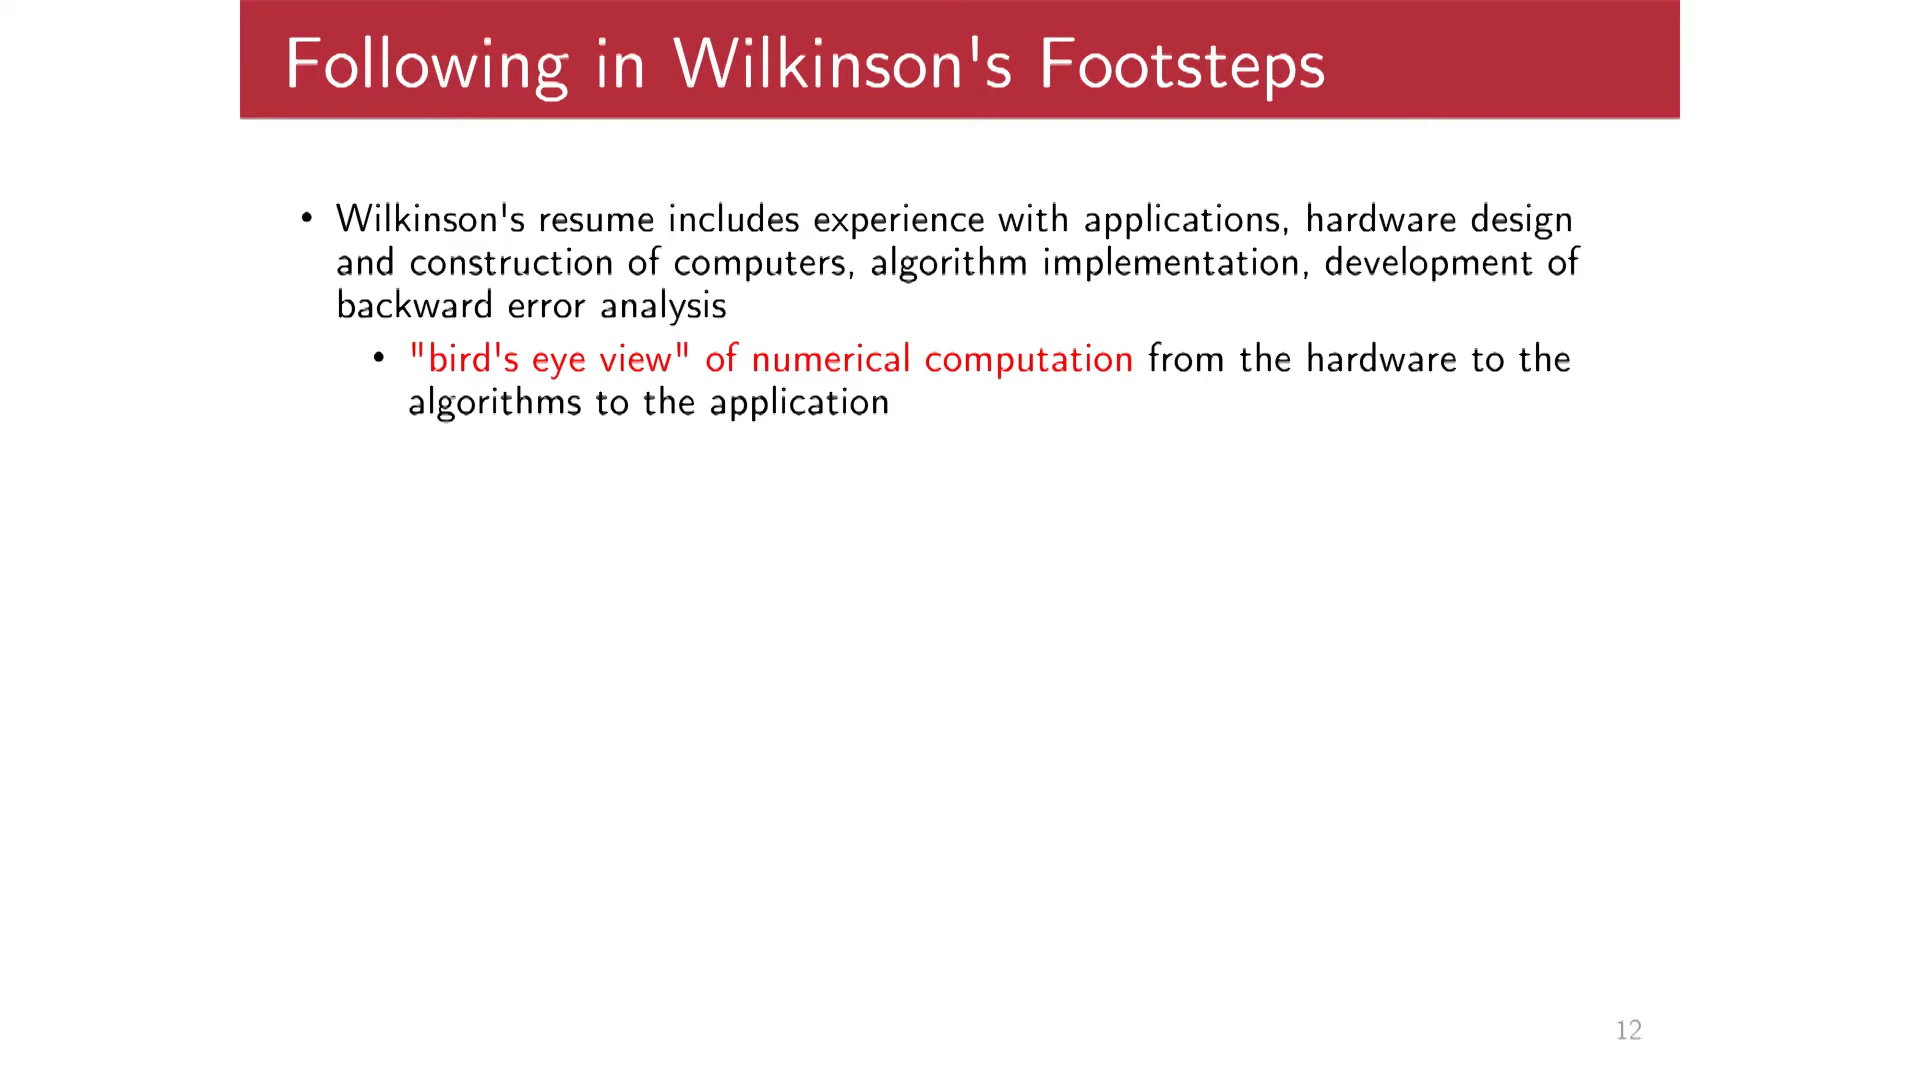 Following in Wilkinson's Footsteps
• Wilkinson's resume includes experience with applications, hardware design
and construction of computers, algorithm implementation, development of
backward error analysis
• "bird's eye view" of numerical computation from the hardware to the
algorithms to the application
12